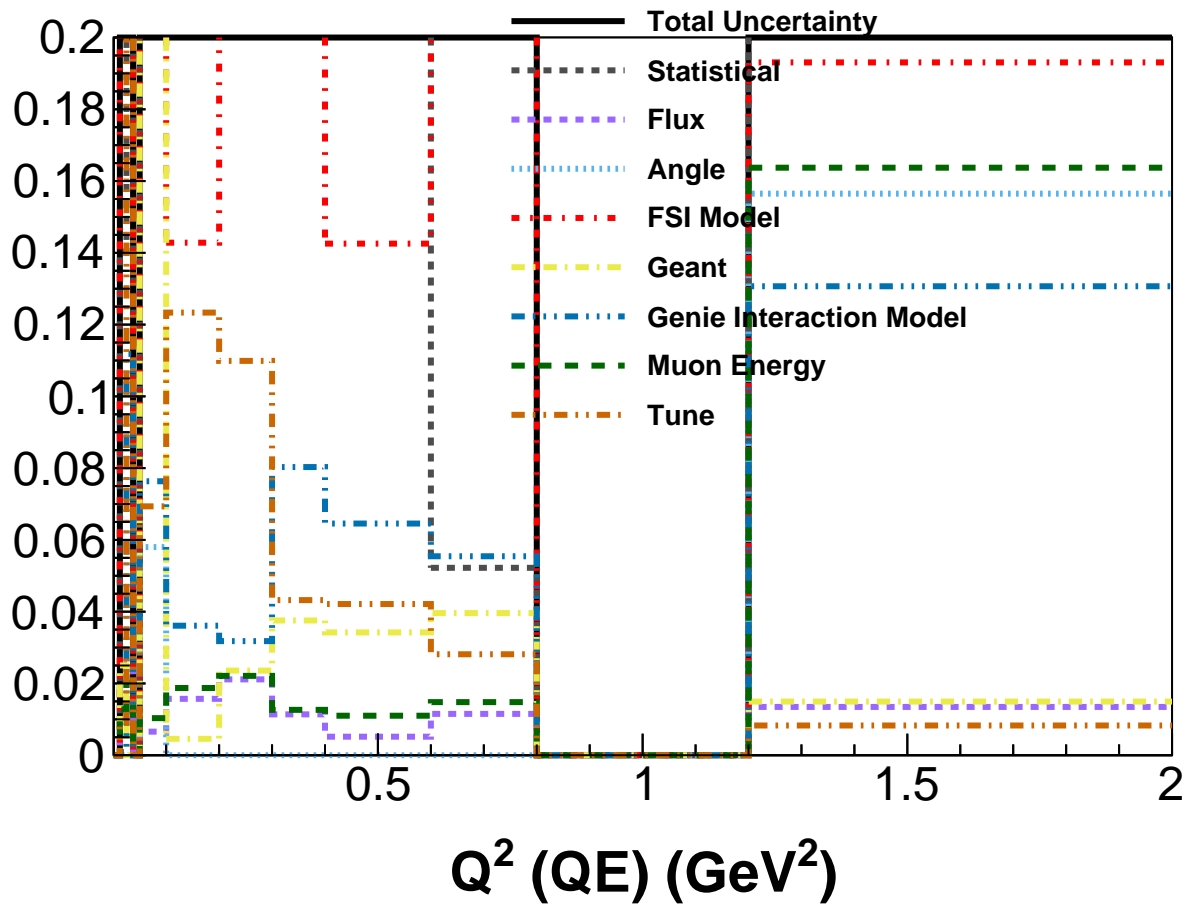 Total Uncertainty
0.2
Statistical
0.18
Flux
0.16
Angle
FSI Model
0.14
Geant
0.12
Genie Interaction Model
Muon Energy
0.1
Tune
0.08
0.06
0.04
0.02
0
0.5
1
1.5
2
Q² (QE) (GeV²)